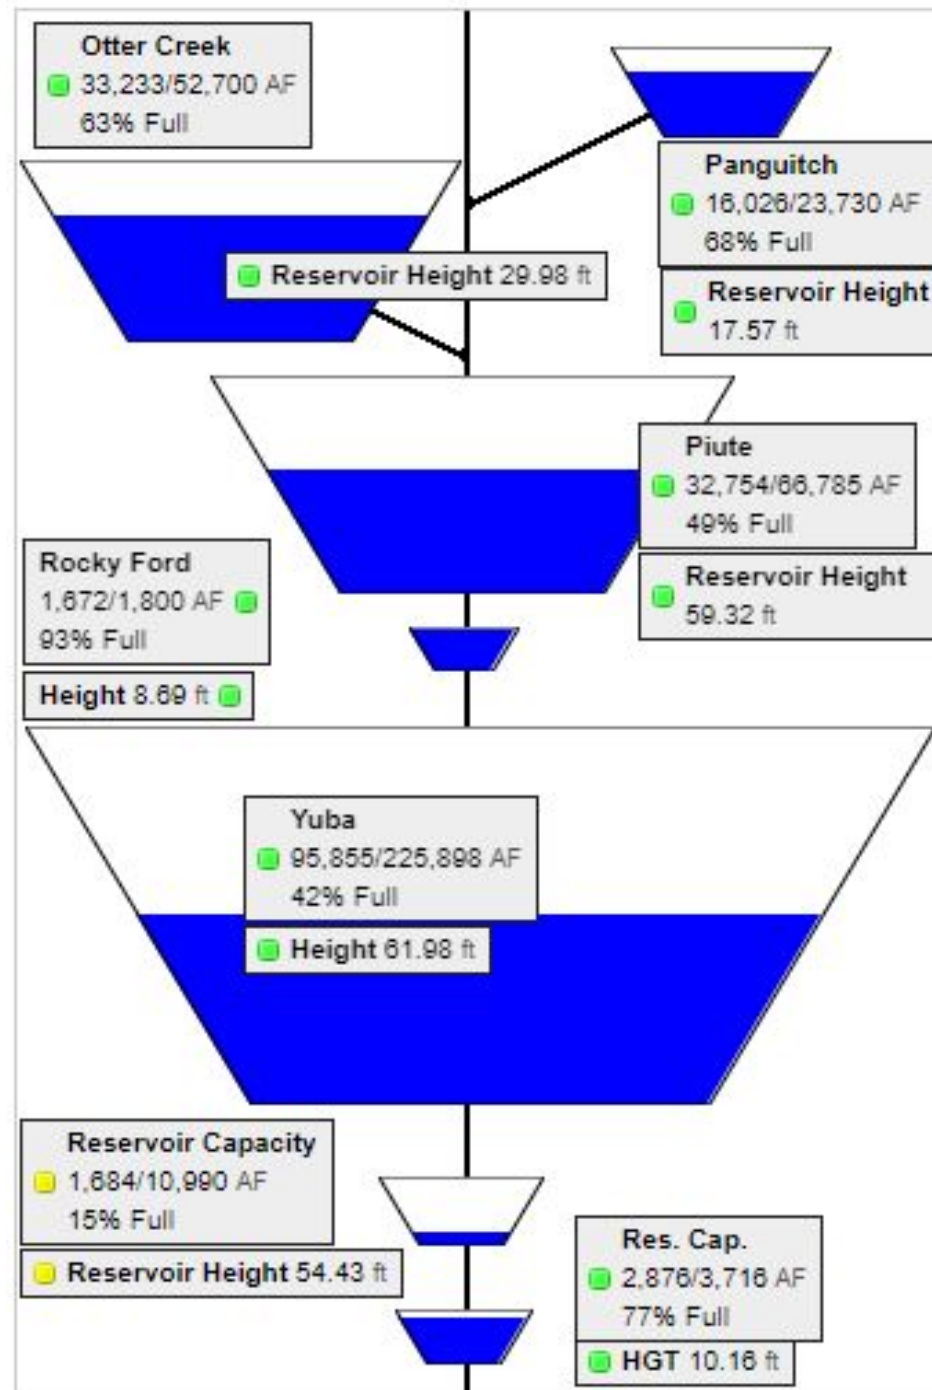 Otter Creek
33,233/52,700 AF
63% Full
Panguitch
16,026/23,730 AF
68% Full
Reservoir Height 29.98 ft
Reservoir Height
17.57 ft
Piute
32,754/66,785 AF
49% Full
Reservoir Height
59.32 ft
Rocky Ford
1,672/1,800 AF
93% Full
Height 8.69 ft
Yuba
95,855/225,898 AF
42% Full
Height 61.98 ft
Reservoir Capacity
1,684/10,990 AF
15% Full
Reservoir Height 54.43 ft
Res. Cap.
2,876/3,716 AF
77% Full
HGT 10.16 ft